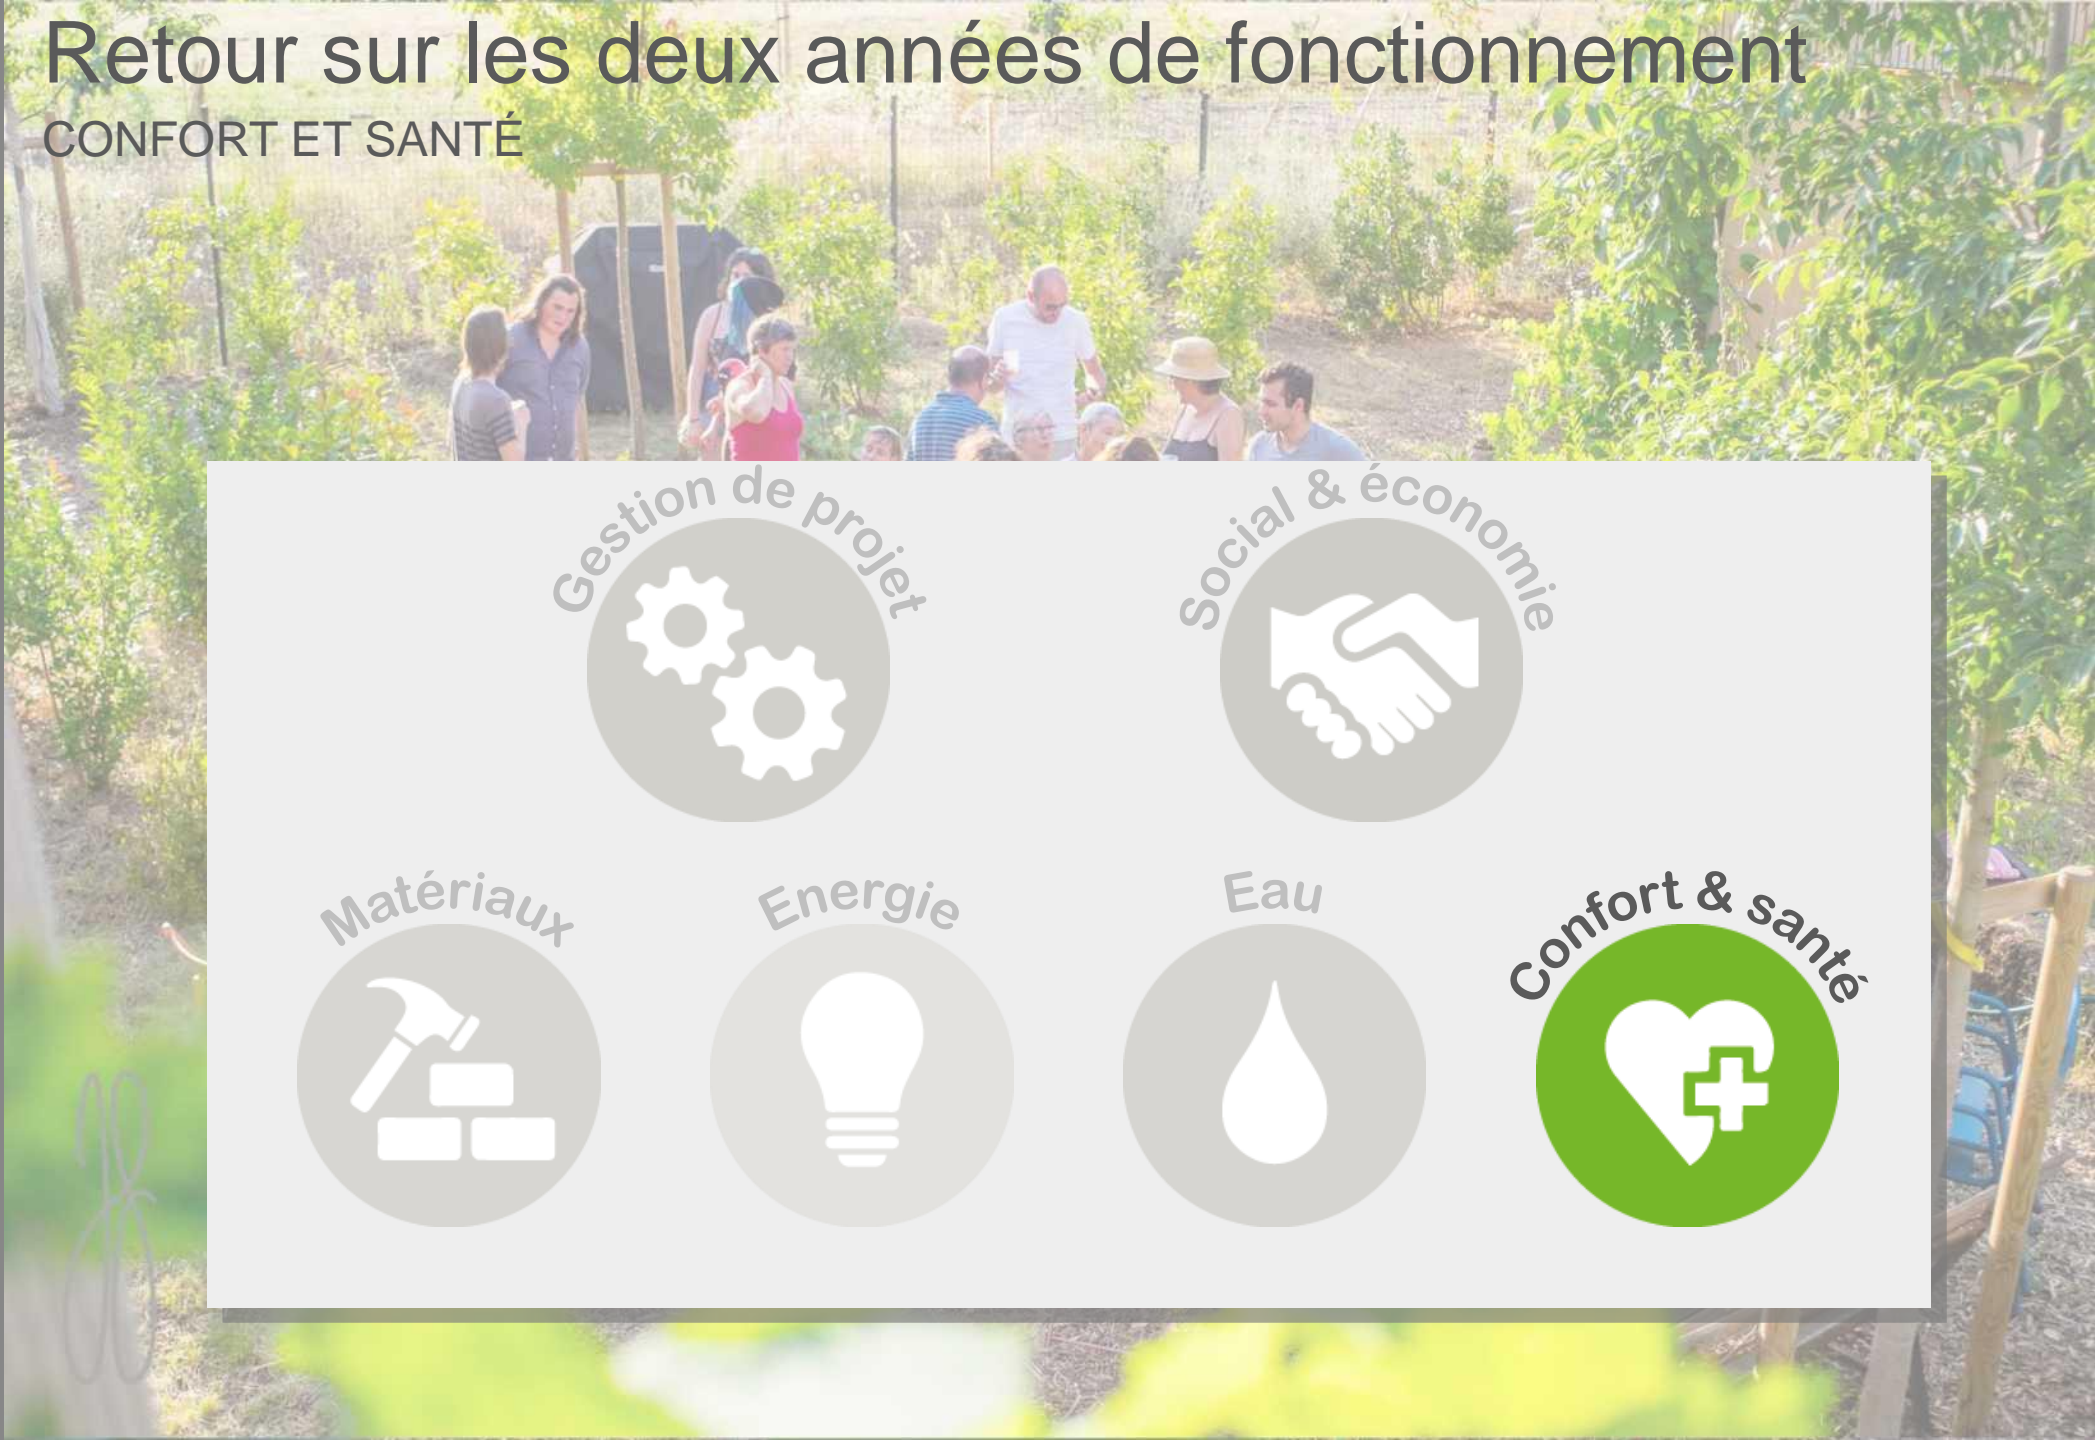 Retour sur les deux années de fonctionnement
CONFORT ET SANTÉ
Gestion de projet
Social & économie
Matériaux
Energie
Eau
Confort & santé